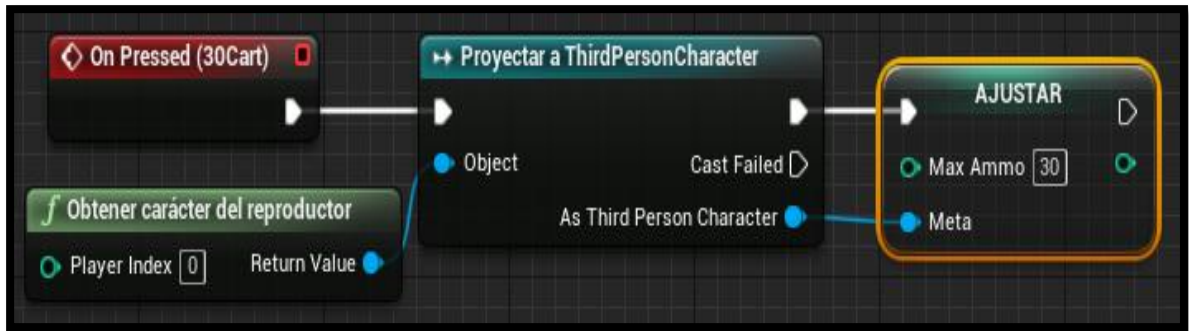 On Pressed (30Cart)
Proyectar a ThirdPersonCharacter
Object
Cast Failed
As Third Person Character
f Obtener carácter del reproductor
Player Index 0
Return Value
AJUSTAR
Max Ammo 30
Meta